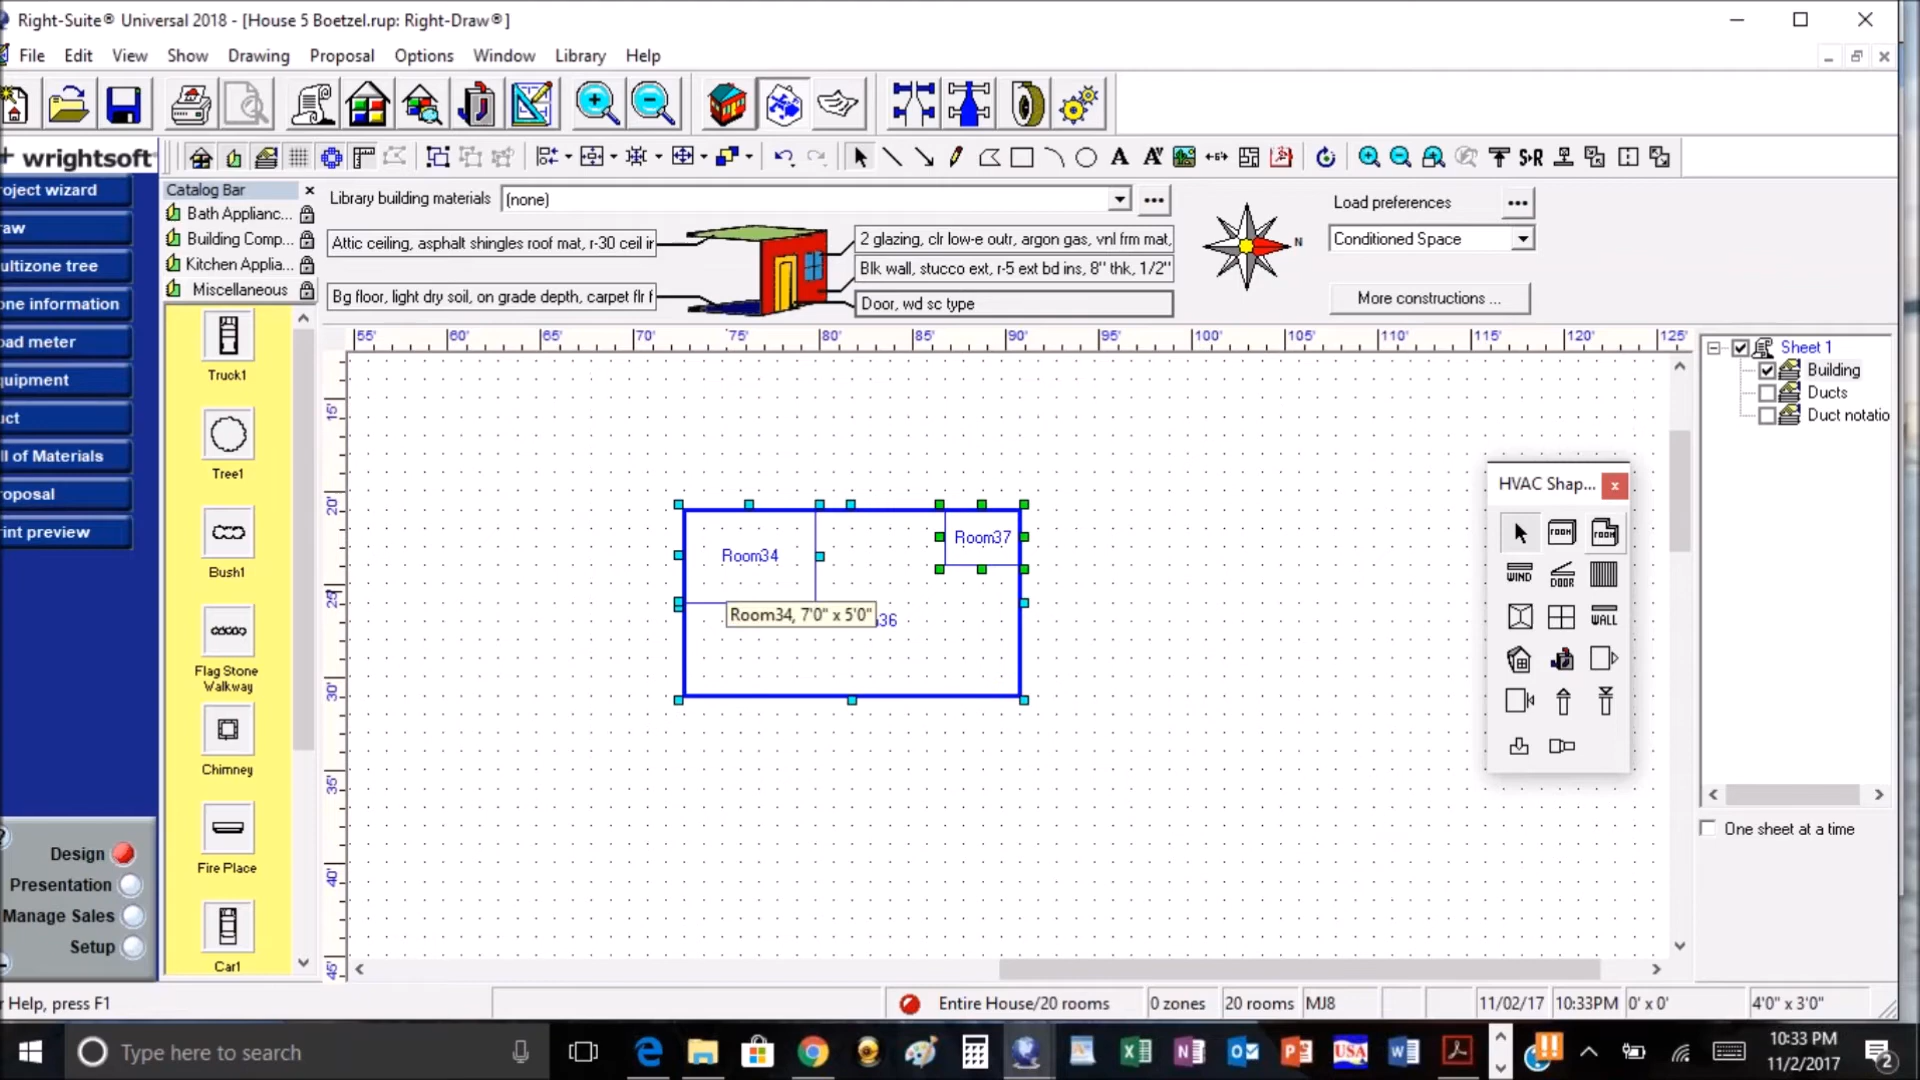 Right-Suite® Universal 2018 - [House 5 Boetzel.rup: Right-Draw®]
File Edit View Show Drawing Proposal Options Window Library Help
wrightsoft
S•R
Catalog Bar
Bath Applianc...
Building Comp...
Kitchen Applia...
Miscellaneous
roject wizard
raw
ultizone tree
one information
oad meter
quipment
uct
ll of Materials
roposal
rint preview
Truck1
Tree1
Bush1
Flag Stone
Walkway
Chimney
Fire Place
Car1
Design
Presentation
Manage Sales
Setup
Library building materials (none)
Attic ceiling, asphalt shingles roof mat, r-30 ceil ir
Bg floor, light dry soil, on grade depth, carpet flr f
2 glazing, clr low-e outr, argon gas, vnl frm mat,
Blk wall, stucco ext, r-5 ext bd ins, 8" thk, 1/2"
Door, wd sc type
N
Load preferences
Conditioned Space
More constructions ...
55' 60' 65' 70' 75' 80' 85' 90' 95' 100' 105' 110' 115' 120' 125'
15'
20'
25'
30'
35'
40'
45'
Room34
Room37
Room34, 7'0" x 5'0"
36
HVAC Shap...
ROOM
ROOM
WIND
DOOR
WALL
Sheet 1
Building
Ducts
Duct notatio
One sheet at a time
r Help, press F1
Entire House/20 rooms
0 zones
20 rooms
MJ8
11/02/17
10:33PM
0' x 0'
4'0" x 3'0"
Type here to search
USA
10:33 PM
11/2/2017
2